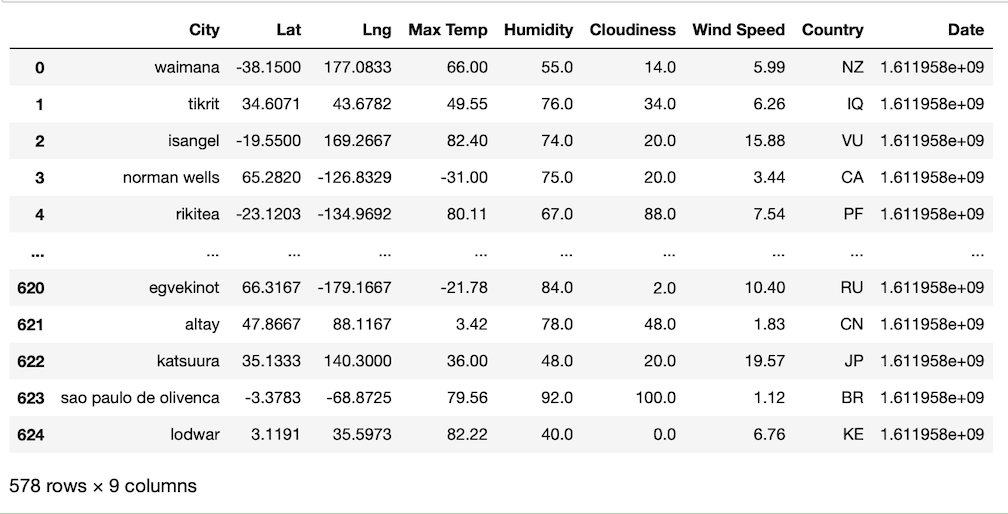 City Lat Lng Max Temp Humidity Cloudiness Wind Speed Country Date
0 waimana -38.1500 177.0833 66.00 55.0 14.0 5.99 NZ 1.611958e+09
1 tikrit 34.6071 43.6782 49.55 76.0 34.0 6.26 IQ 1.611958e+09
2 isangel -19.5500 169.2667 82.40 74.0 20.0 15.88 VU 1.611958e+09
3 norman wells 65.2820 -126.8329 -31.00 75.0 20.0 3.44 CA 1.611958e+09
4 rikitea -23.1203 -134.9692 80.11 67.0 88.0 7.54 PF 1.611958e+09
... ... ... ... ... ... ... ... ... ...
620 egvekinot 66.3167 -179.1667 -21.78 84.0 2.0 10.40 RU 1.611958e+09
621 altay 47.8667 88.1167 3.42 78.0 48.0 1.83 CN 1.611958e+09
622 katsuura 35.1333 140.3000 36.00 48.0 20.0 19.57 JP 1.611958e+09
623 sao paulo de olivenca -3.3783 -68.8725 79.56 92.0 100.0 1.12 BR 1.611958e+09
624 lodwar 3.1191 35.5973 82.22 40.0 0.0 6.76 KE 1.611958e+09
578 rows × 9 columns